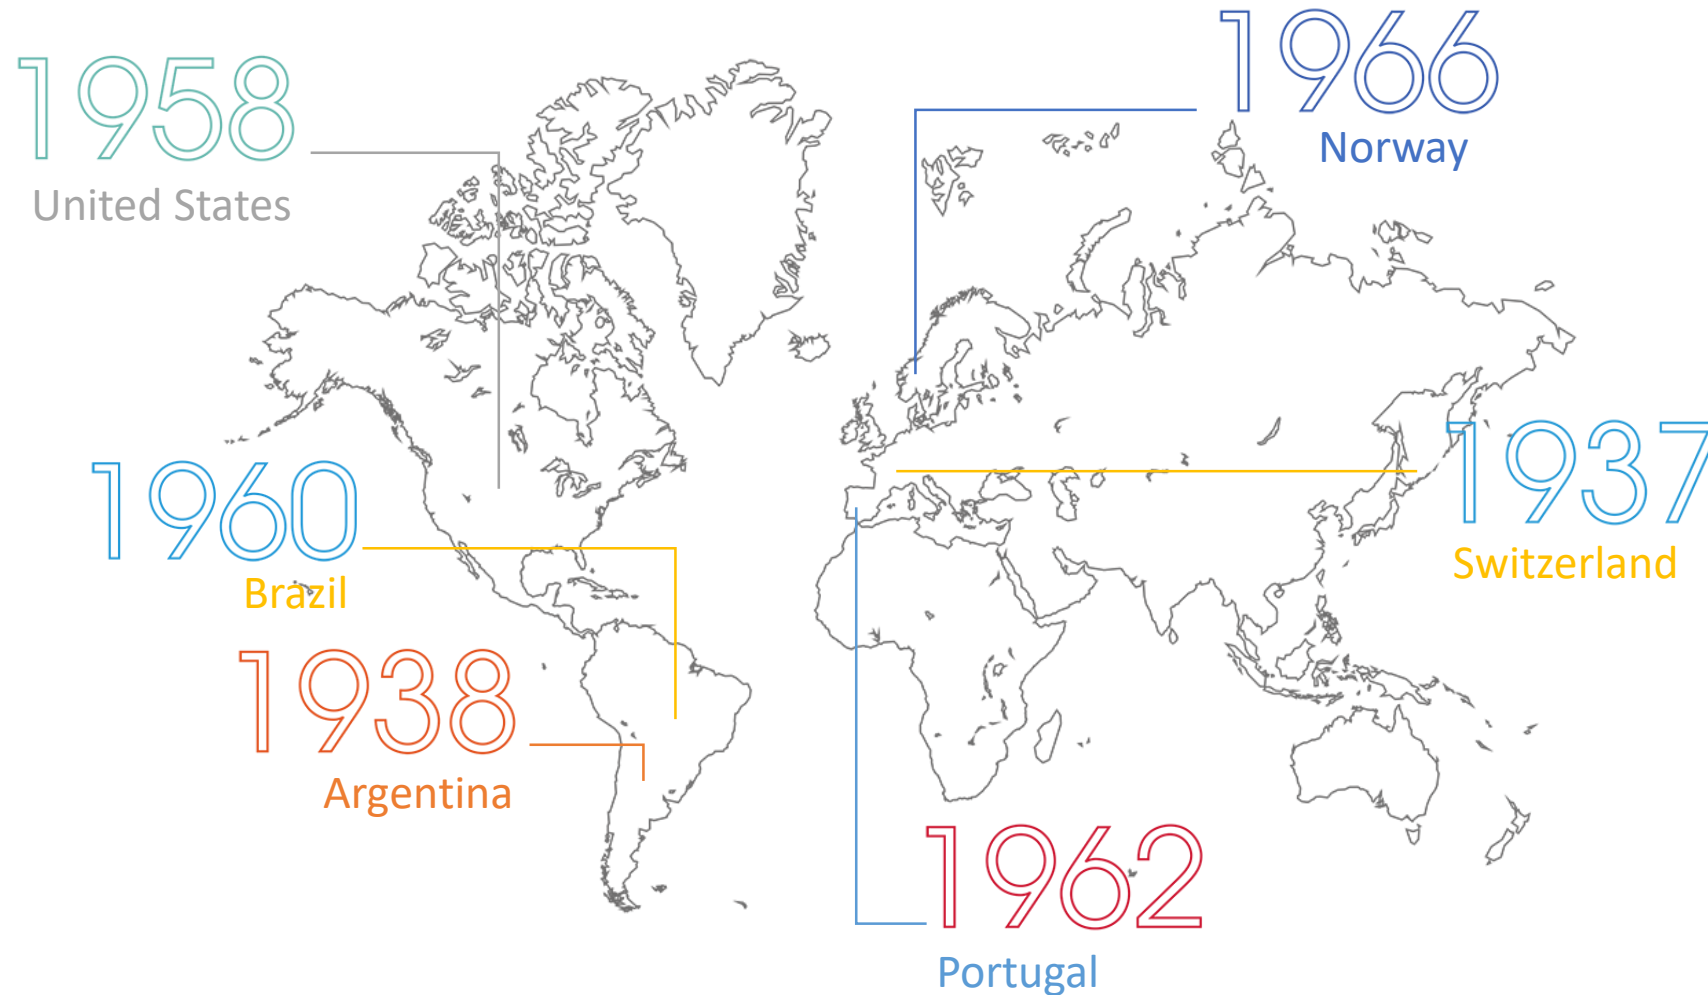 1958
United States
1966
Norway
1960
Brazil
1937
Switzerland
1938
Argentina
1962
Portugal